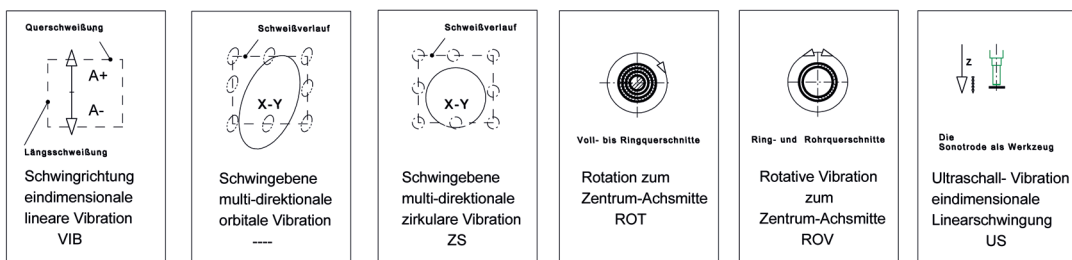 Querschweißung
A+
A-
Längsschweißung
Schwingrichtung
eindimensionale
lineare Vibration
VIB
Schweißverlauf
X-Y
Schwingebene
multi-direktionale
orbitale Vibration
----
Schweißverlauf
X-Y
Schwingebene
multi-direktionale
zirkulare Vibration
ZS
Voll- bis Ringquerschnitte
Rotation zum
Zentrum-Achsmitte
ROT
Ring- und Rohrquerschnitte
Rotative Vibration
zum
Zentrum-Achsmitte
ROV
z
Die
Sonotrode als Werkzeug
Ultraschall- Vibration
eindimensionale
Linearschwingung
US